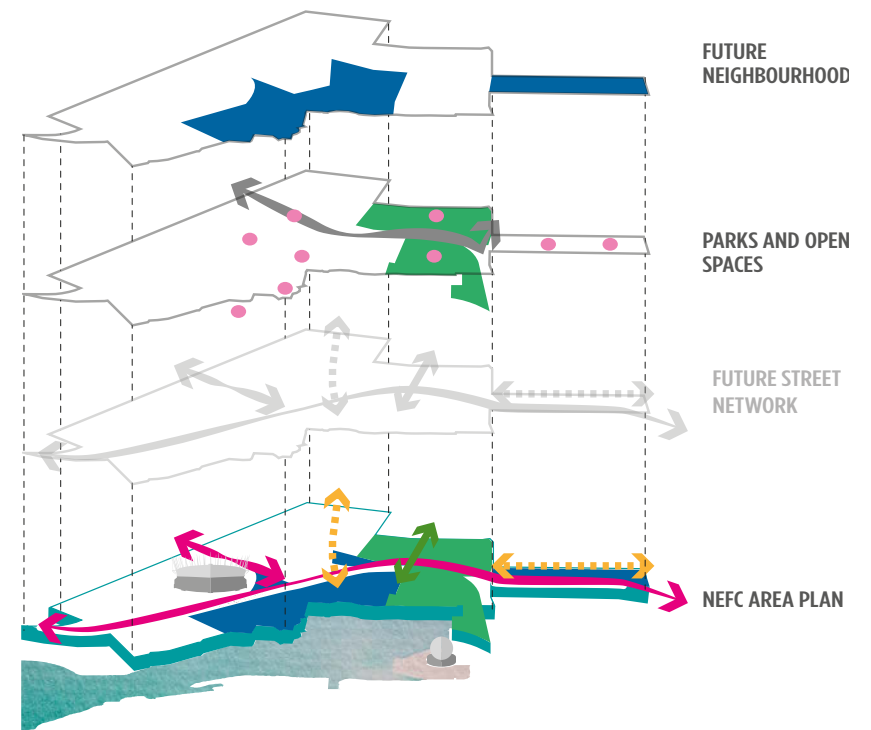 FUTURE
NEIGHBOURHOOD
PARKS AND OPEN
SPACES
FUTURE STREET
NETWORK
NEFC AREA PLAN